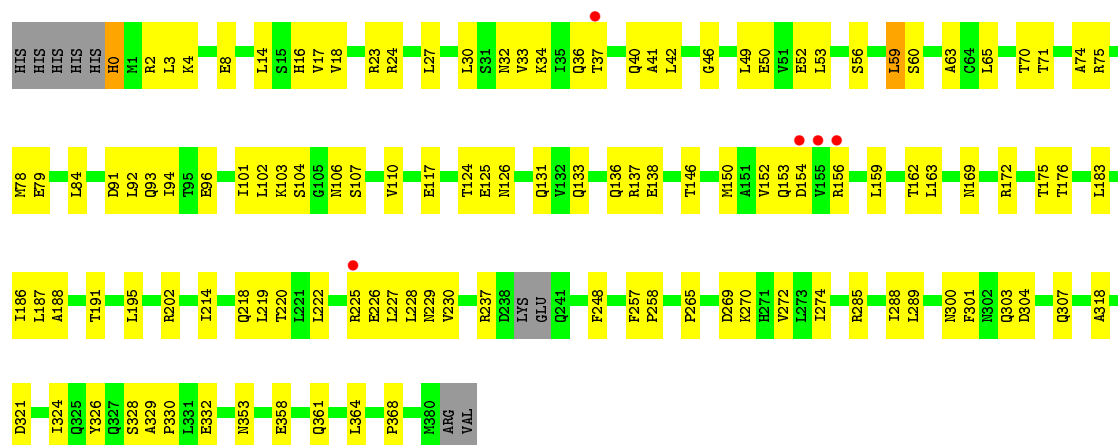 HIS HIS HIS HIS HIS H0 M1 R2 L3 K4 E8 L14 S15 H16 V17 V18 R23 R24 L27 L30 S31 N32 V33 K34 I35 Q36 T37 Q40 A41 L42 G46 L49 E50 V51 E52 L53 S56 L59 S60 A63 C64 L65 T70 T71 A74 R75
M78 E79 L84 D91 L92 Q93 I94 T95 E96 I101 L102 K103 S104 G105 N106 S107 V110 E117 T124 E125 N126 Q131 V132 Q133 Q136 R137 E138 T146 M150 A151 V152 Q153 D154 V155 R156 L159 T162 L163 N169 R172 T175 T176 L183
I186 L187 A188 T191 L195 R202 I214 Q218 L219 T220 L221 L222 R225 E226 L227 L228 N229 V230 R237 D238 LYS GLU Q241 F248 F257 P258 P265 D269 K270 H271 V272 L273 I274 R285 I288 L289 N300 F301 N302 Q303 D304 Q307 A318
D321 I324 Q325 Y326 Q327 S328 A329 P330 L331 E332 N353 E358 Q361 L364 P368 M380 ARG VAL